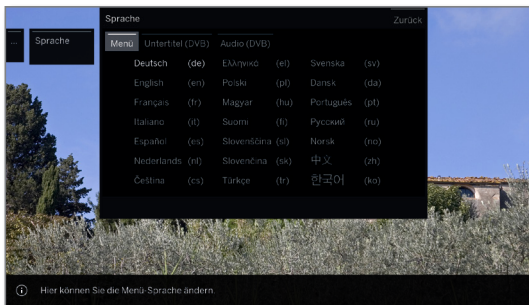 Sprache Zurück
... Sprache
Menü Untertitel (DVB) Audio (DVB)
Deutsch (de) Ελληνικά (el) Svenska (sv)
English (en) Polski (pl) Dansk (da)
Français (fr) Magyar (hu) Português (pt)
Italiano (it) Suomi (fi) Русский (ru)
Español (es) Slovenščina (sl) Norsk (no)
Nederlands (nl) Slovenčina (sk) 中文 (zh)
Čeština (cs) Türkçe (tr) 한국어 (ko)
Hier können Sie die Menü-Sprache ändern.